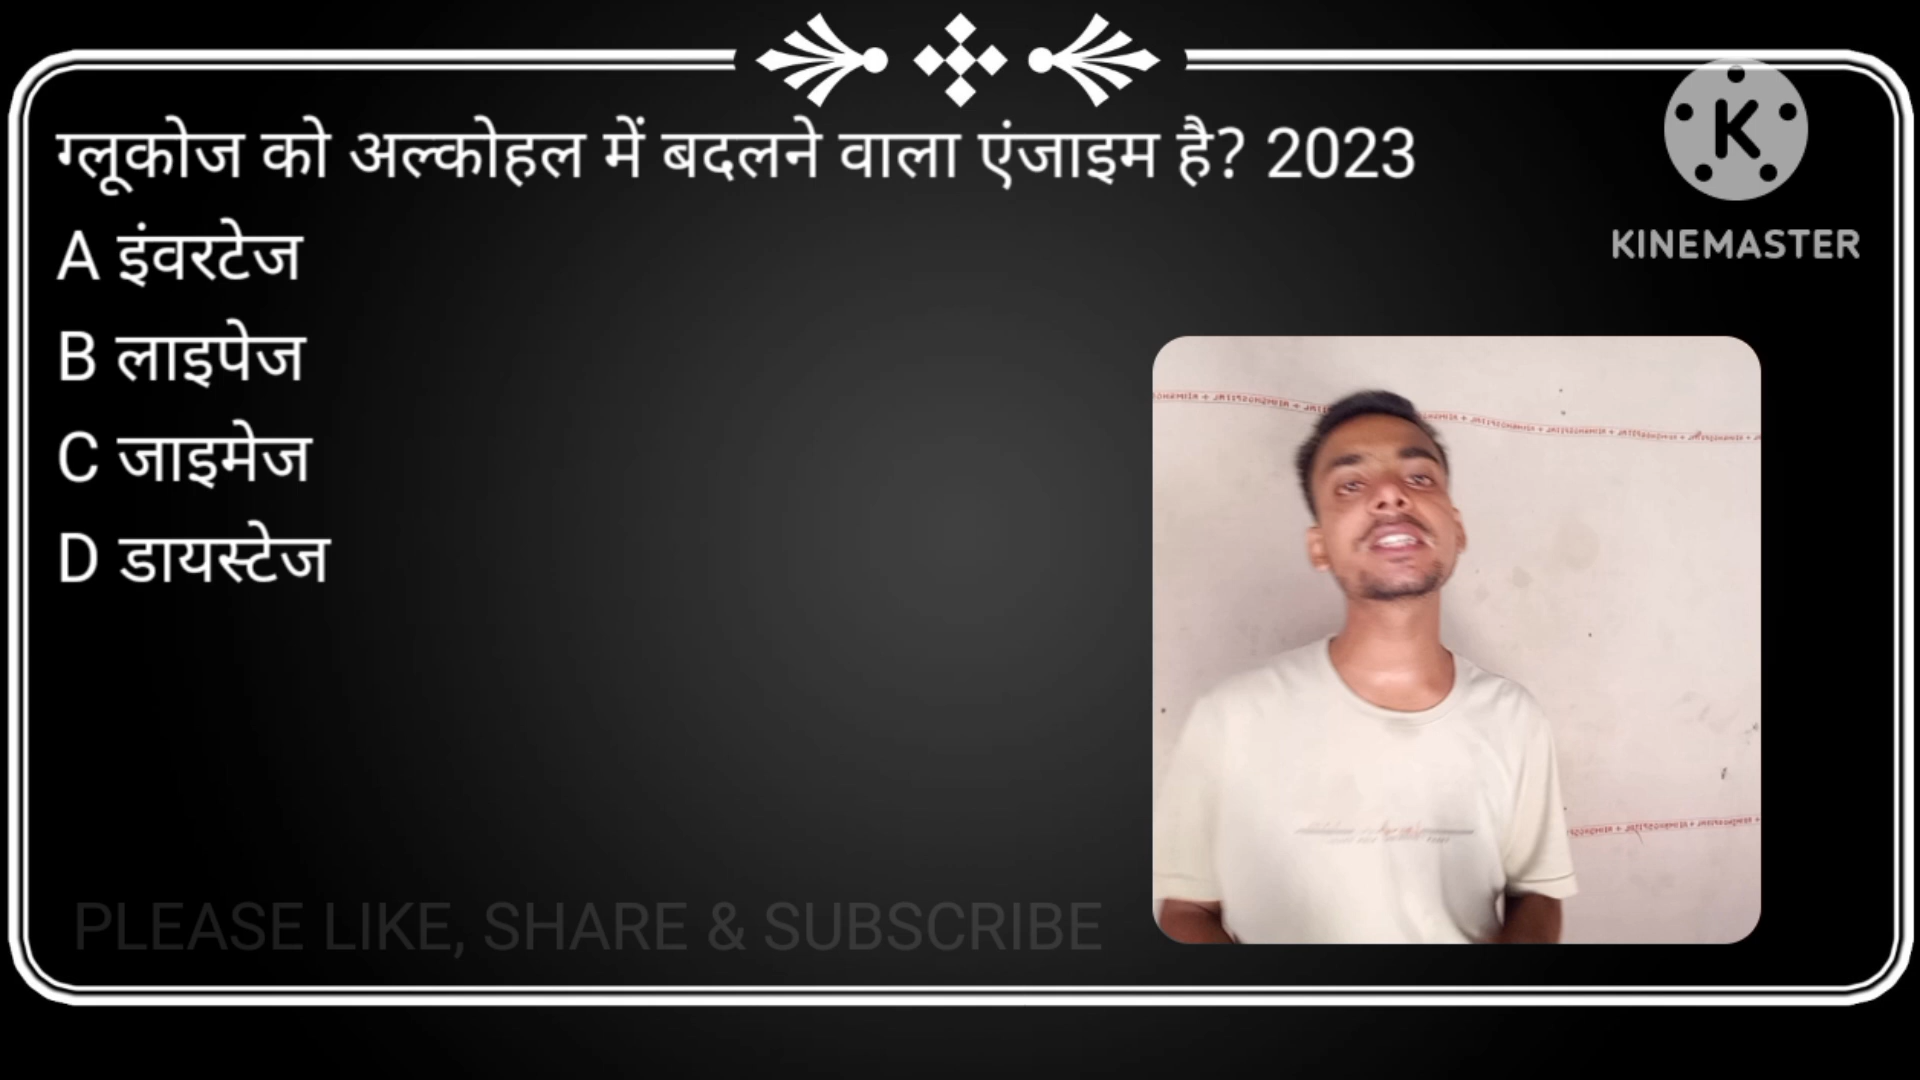 ग्लूकोज को अल्कोहल में बदलने वाला एंजाइम है? 2023
A इंवरटेज
B लाइपेज
C जाइमेज
D डायस्टेज
KINEMASTER
PLEASE LIKE, SHARE & SUBSCRIBE